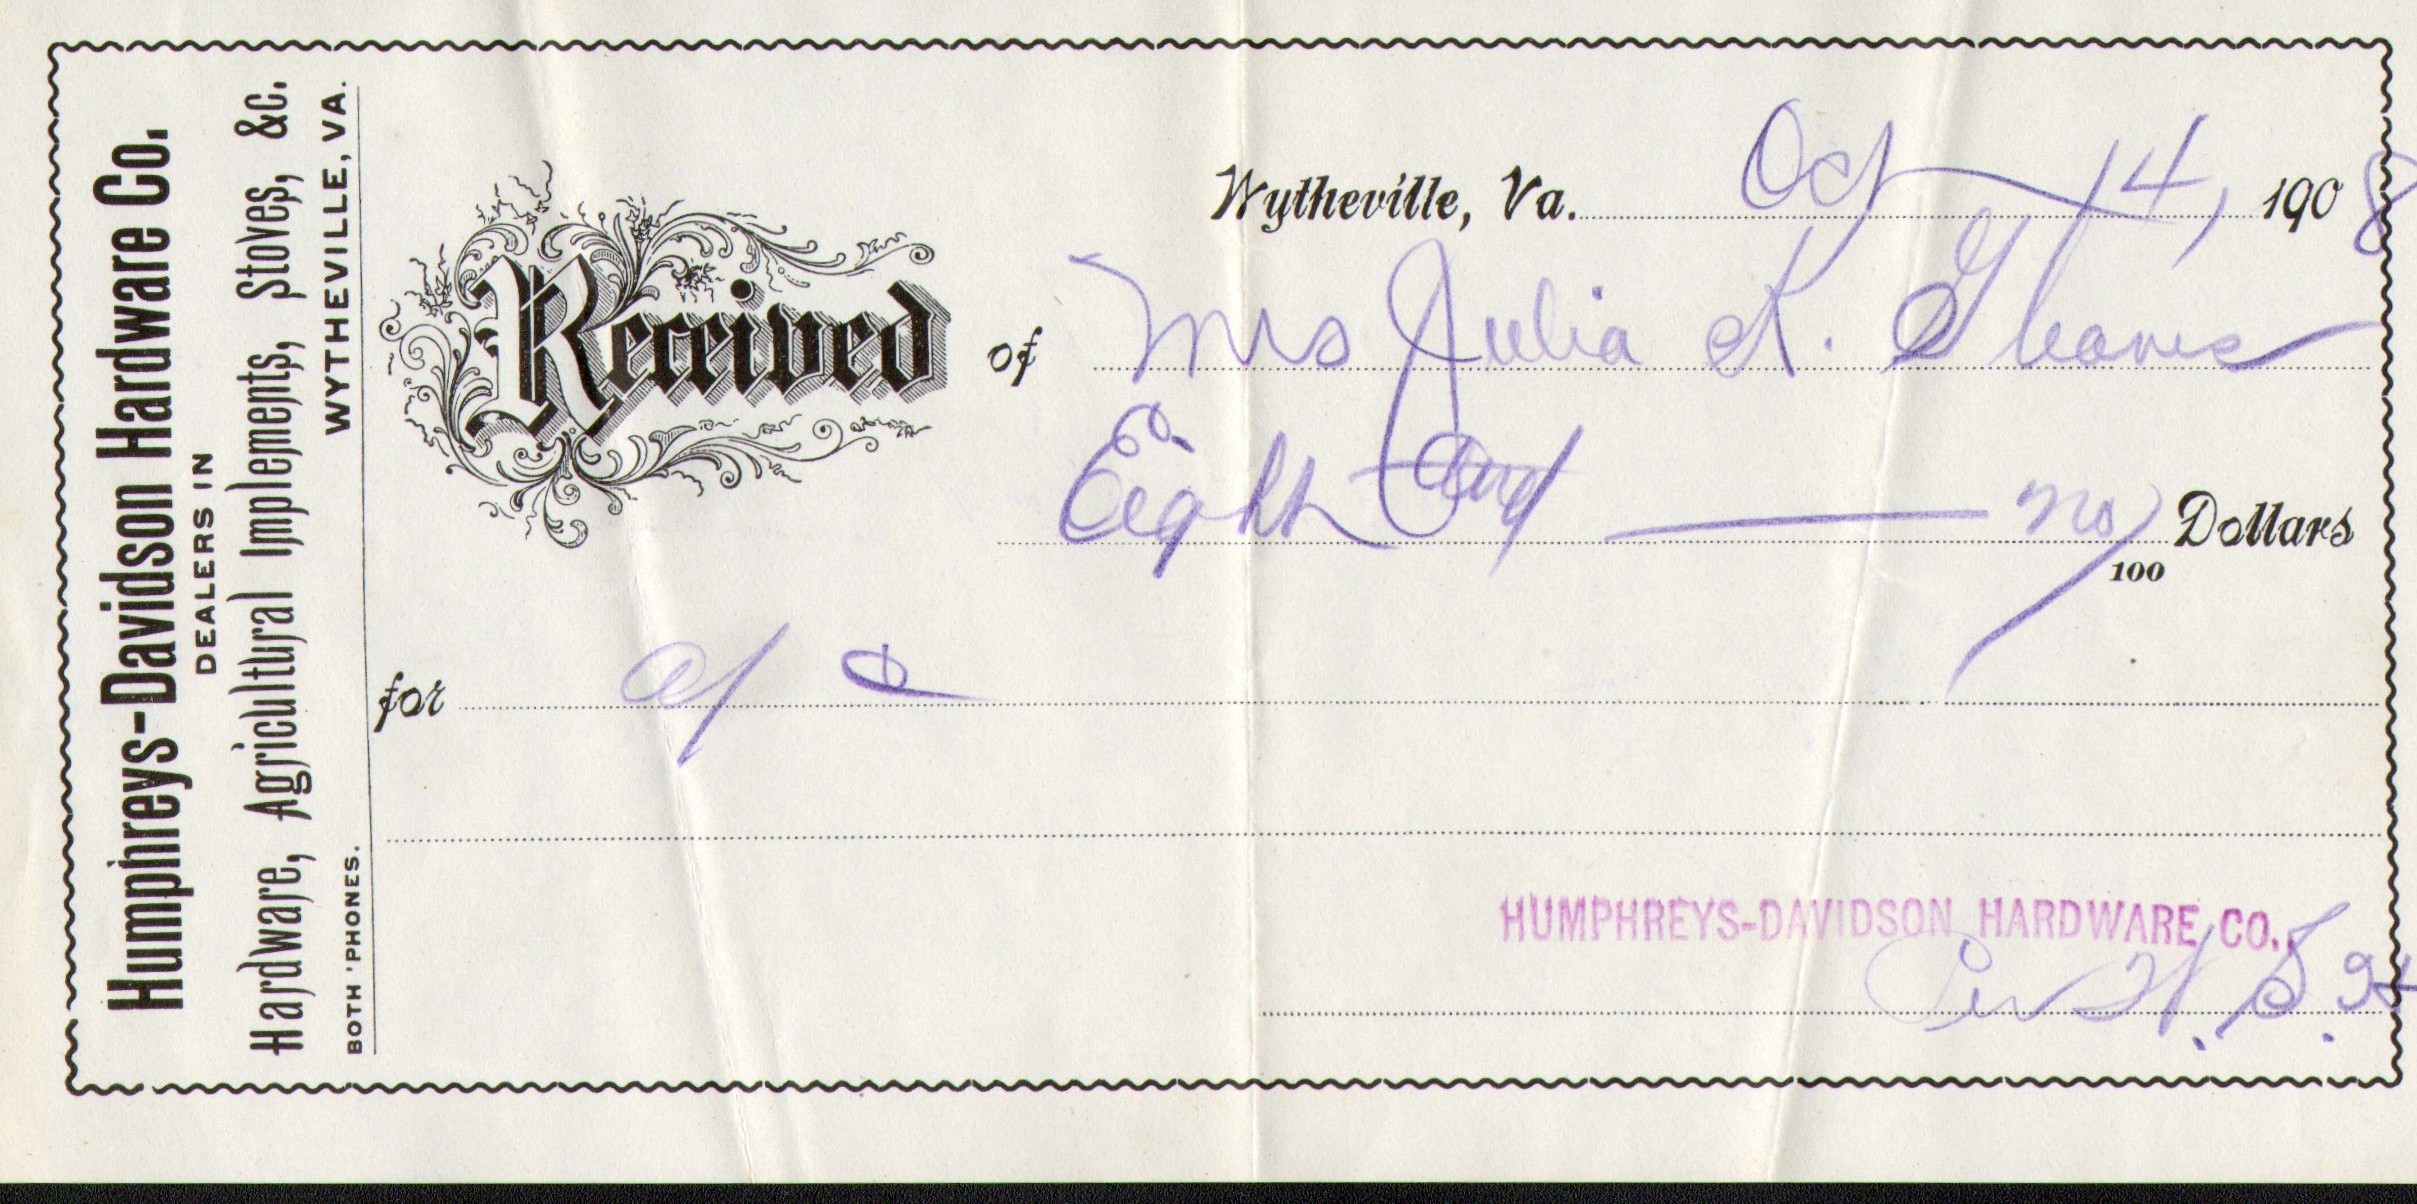 Humphreys-Davidson Hardware Co.
DEALERS IN
Hardware, Agricultural Implements, Stoves, &c.
BOTH 'PHONES. WYTHEVILLE, VA.
Wytheville, Va. Oct 14, 1908
Received of Mrs Julia K.
Eight and no/100 Dollars
for a/c
HUMPHREYS-DAVIDSON HARDWARE CO.,
Per H. S.